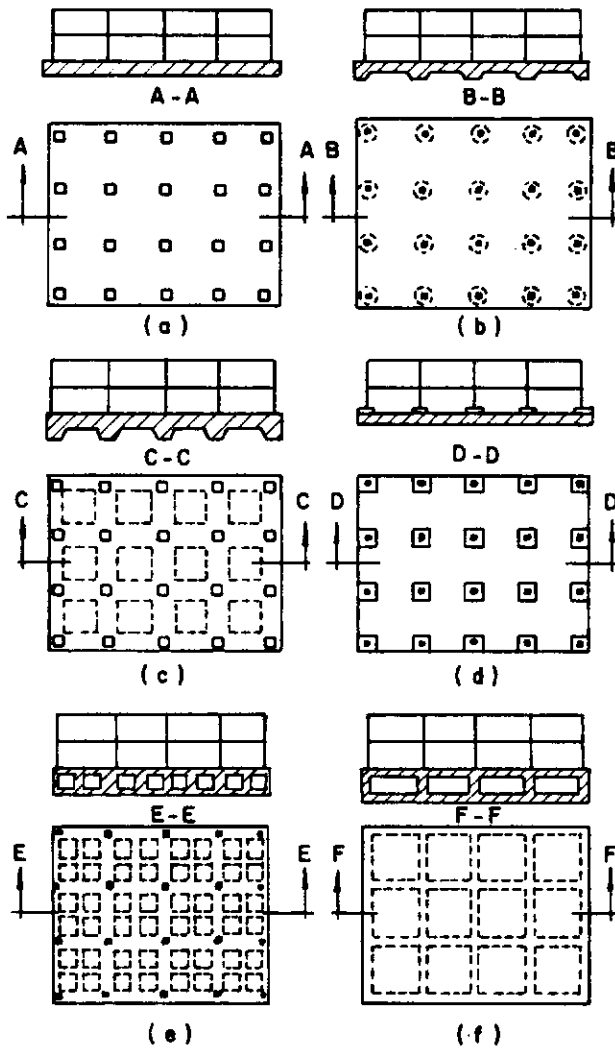 A-A
B-B
A A B B
(a) (b)
C-C
D-D
C C D D
(c) (d)
E-E
F-F
E E F F
(e) (f)